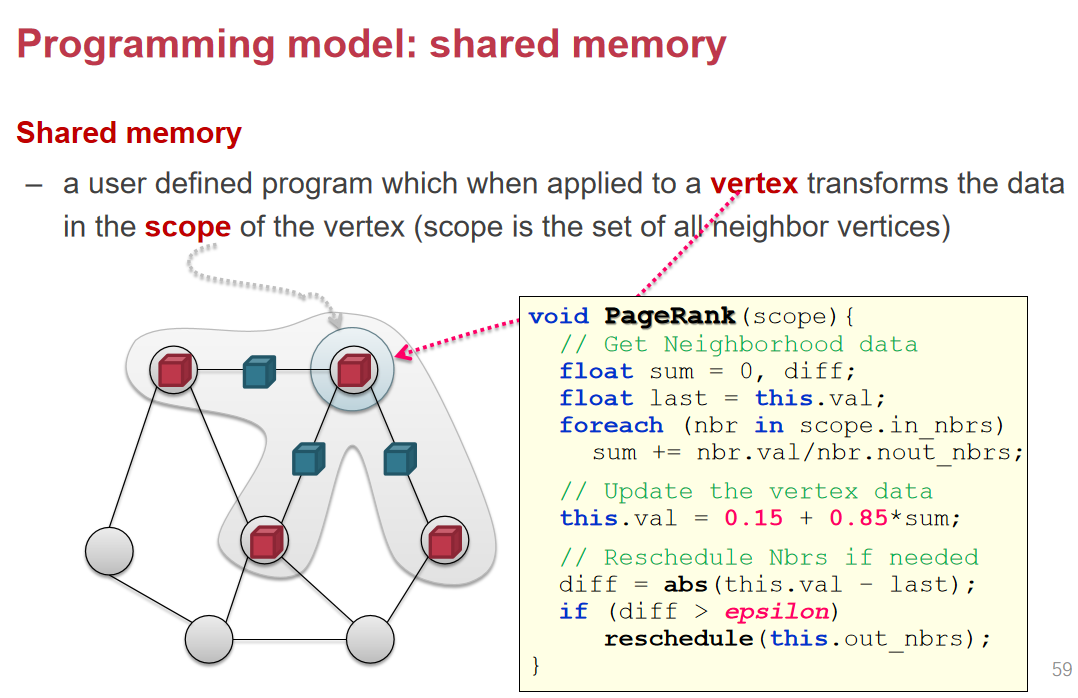 Programming model: shared memory
Shared memory
– a user defined program which when applied to a vertex transforms the data
in the scope of the vertex (scope is the set of all neighbor vertices)
void PageRank(scope){
// Get Neighborhood data
float sum = 0, diff;
float last = this.val;
foreach (nbr in scope.in_nbrs)
sum += nbr.val/nbr.nout_nbrs;
// Update the vertex data
this.val = 0.15 + 0.85*sum;
// Reschedule Nbrs if needed
diff = abs(this.val – last);
if (diff > epsilon)
reschedule(this.out_nbrs);
}
59